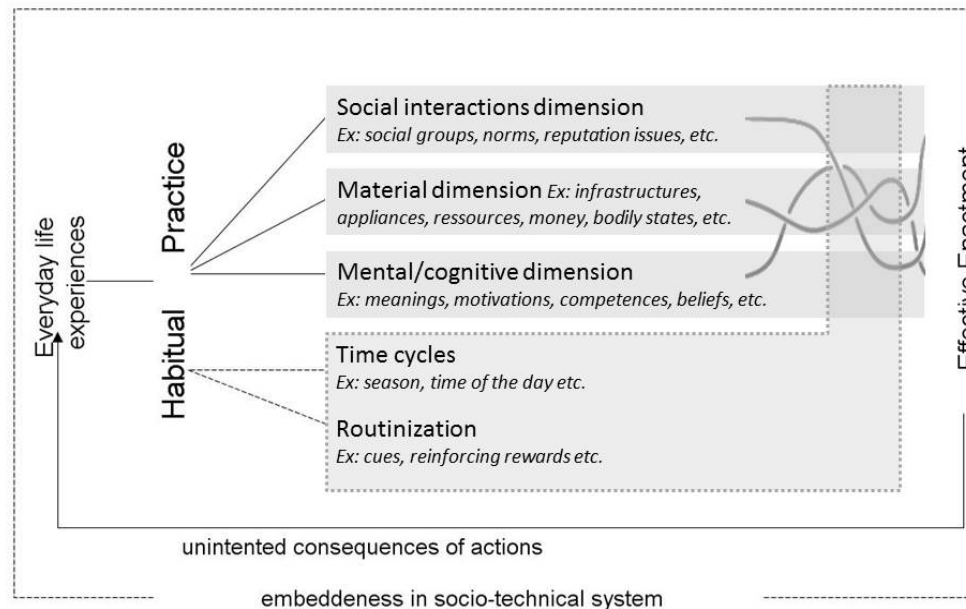 Everyday life
experiences
Habitual Practice
Social interactions dimension
Ex: social groups, norms, reputation issues, etc.
Material dimension Ex: infrastructures,
appliances, ressources, money, bodily states, etc.
Mental/cognitive dimension
Ex: meanings, motivations, competences, beliefs, etc.
Time cycles
Ex: season, time of the day etc.
Routinization
Ex: cues, reinforcing rewards etc.
unintented consequences of actions
embeddeness in socio-technical system